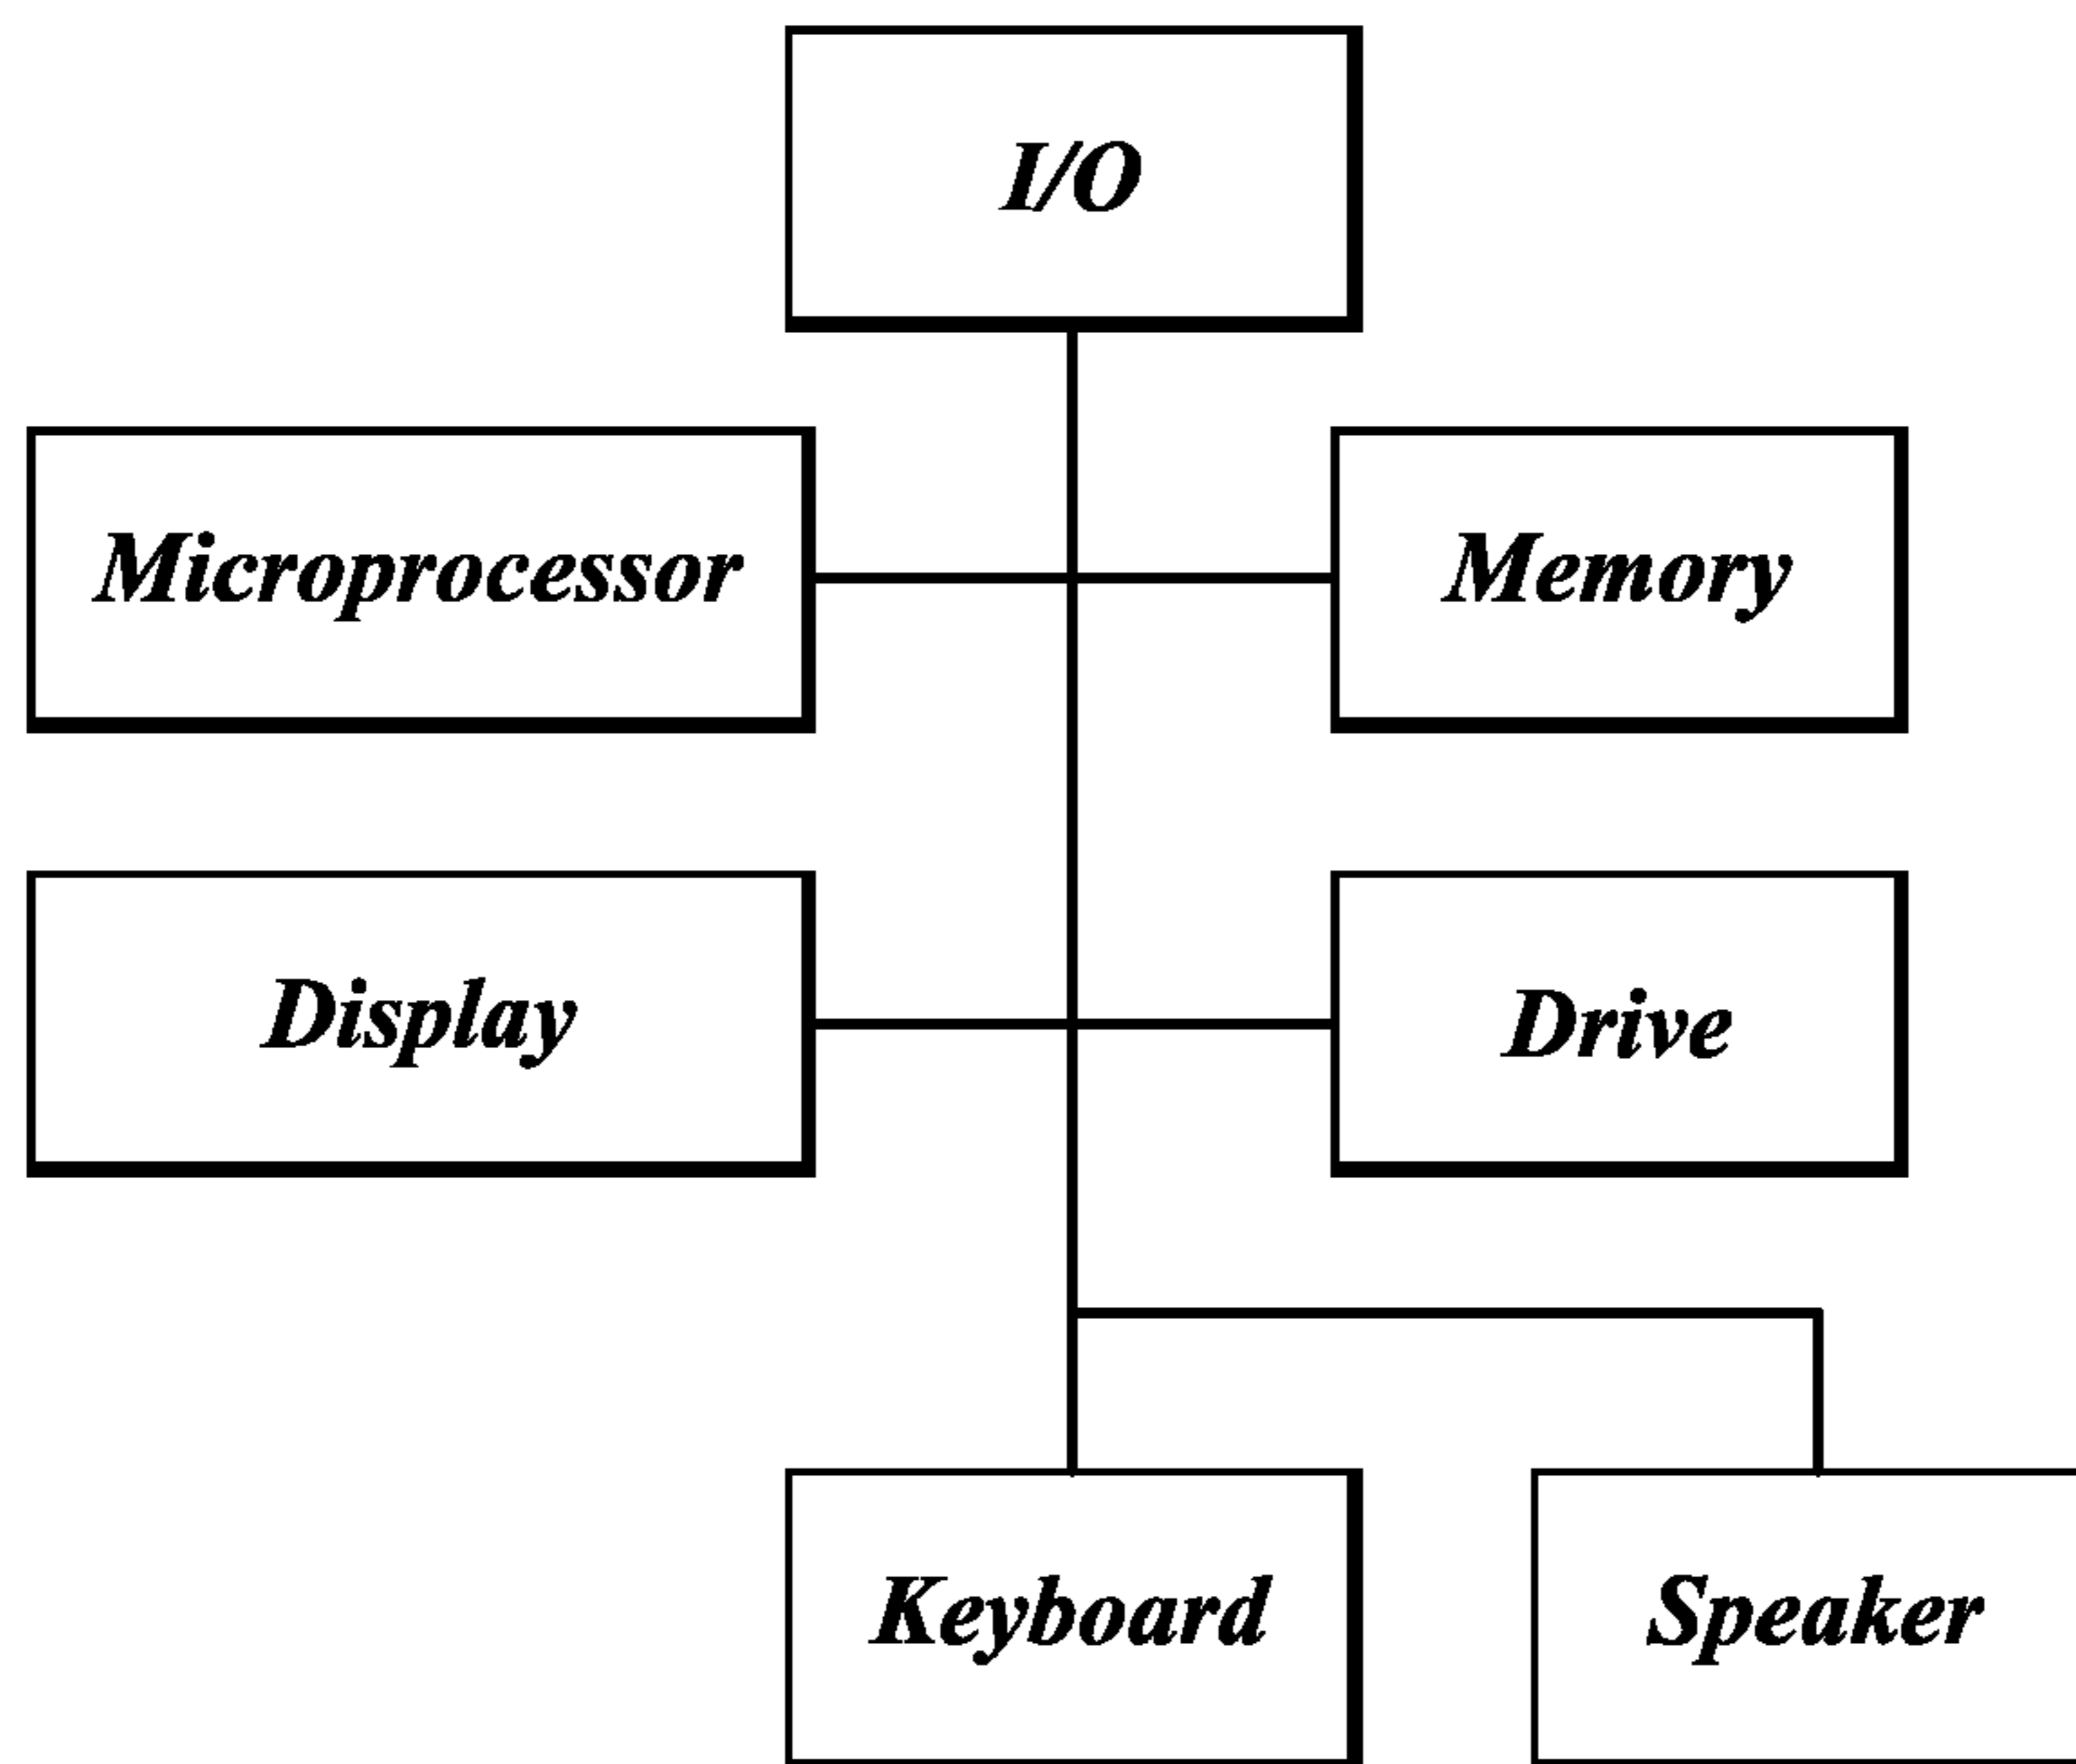 I/O
Microprocessor
Memory
Display
Drive
Keyboard
Speaker